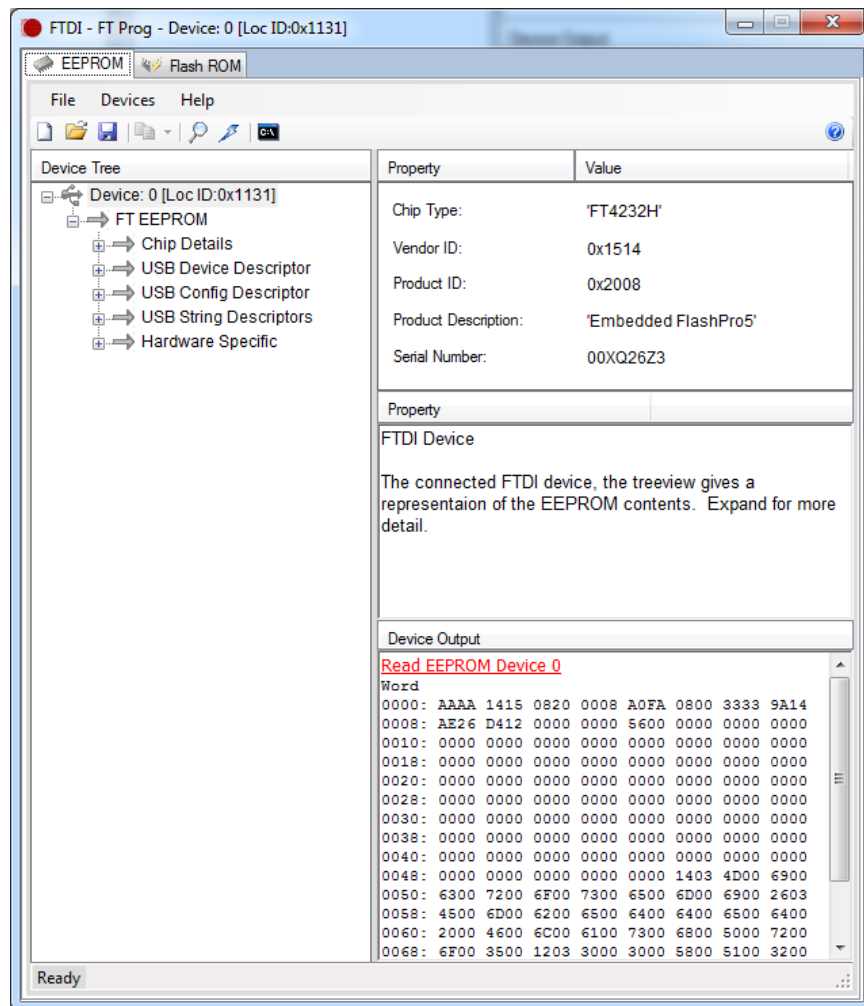 FTDI - FT Prog - Device: 0 [Loc ID:0x1131]
EEPROM Flash ROM
File Devices Help
C:\
Device Tree
Device: 0 [Loc ID:0x1131]
FT EEPROM
Chip Details
USB Device Descriptor
USB Config Descriptor
USB String Descriptors
Hardware Specific
Property Value
Chip Type: 'FT4232H'
Vendor ID: 0x1514
Product ID: 0x2008
Product Description: 'Embedded FlashPro5'
Serial Number: 00XQ26Z3
Property
FTDI Device
The connected FTDI device, the treeview gives a
representaion of the EEPROM contents. Expand for more
detail.
Device Output
Read EEPROM Device 0
Word
0000: AAAA 1415 0820 0008 A0FA 0800 3333 9A14
0008: AE26 D412 0000 0000 5600 0000 0000 0000
0010: 0000 0000 0000 0000 0000 0000 0000 0000
0018: 0000 0000 0000 0000 0000 0000 0000 0000
0020: 0000 0000 0000 0000 0000 0000 0000 0000
0028: 0000 0000 0000 0000 0000 0000 0000 0000
0030: 0000 0000 0000 0000 0000 0000 0000 0000
0038: 0000 0000 0000 0000 0000 0000 0000 0000
0040: 0000 0000 0000 0000 0000 0000 0000 0000
0048: 0000 0000 0000 0000 0000 1403 4D00 6900
0050: 6300 7200 6F00 7300 6500 6D00 6900 2603
0058: 4500 6D00 6200 6500 6400 6400 6500 6400
0060: 2000 4600 6C00 6100 7300 6800 5000 7200
0068: 6F00 3500 1203 3000 3000 5800 5100 3200
Ready